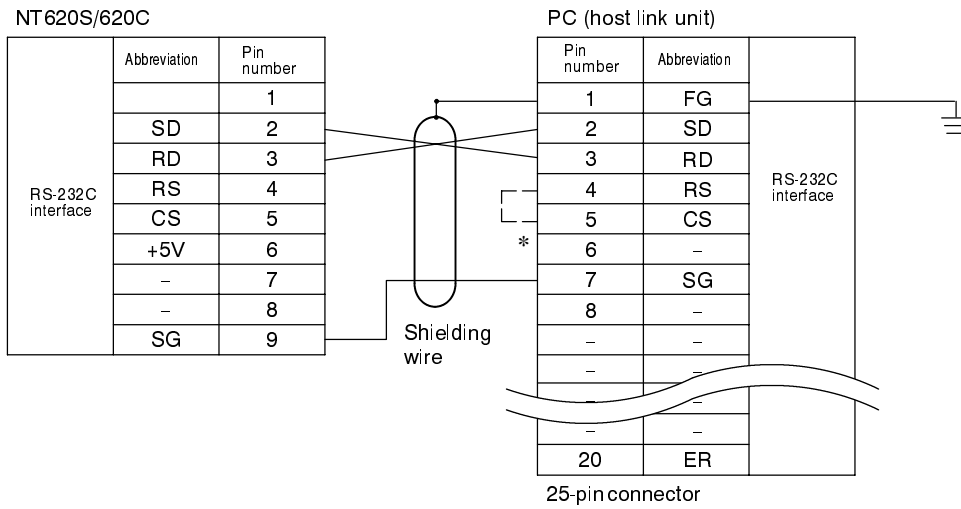 NT620S/620C
PC (host link unit)
Abbreviation Pin number
Pin number Abbreviation
1
1 FG
SD 2
2 SD
RD 3
3 RD
RS 4
4 RS
CS 5
5 CS
+5V 6
* 6 –
– 7
7 SG
– 8
8 –
SG 9
– –
– –
– –
– –
20 ER
RS-232C
interface
RS-232C
interface
Shielding
wire
25-pin connector